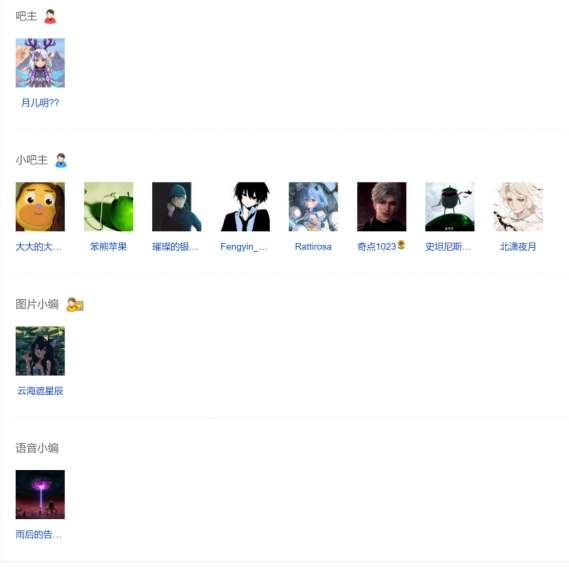 吧主
月儿明??
小吧主
大大的大…
笨熊苹果
璀璨的银…
Fengyin_…
Rattirosa
奇点1023
史坦尼斯…
北潇夜月
图片小编
云海遮星辰
语音小编
雨后的告…